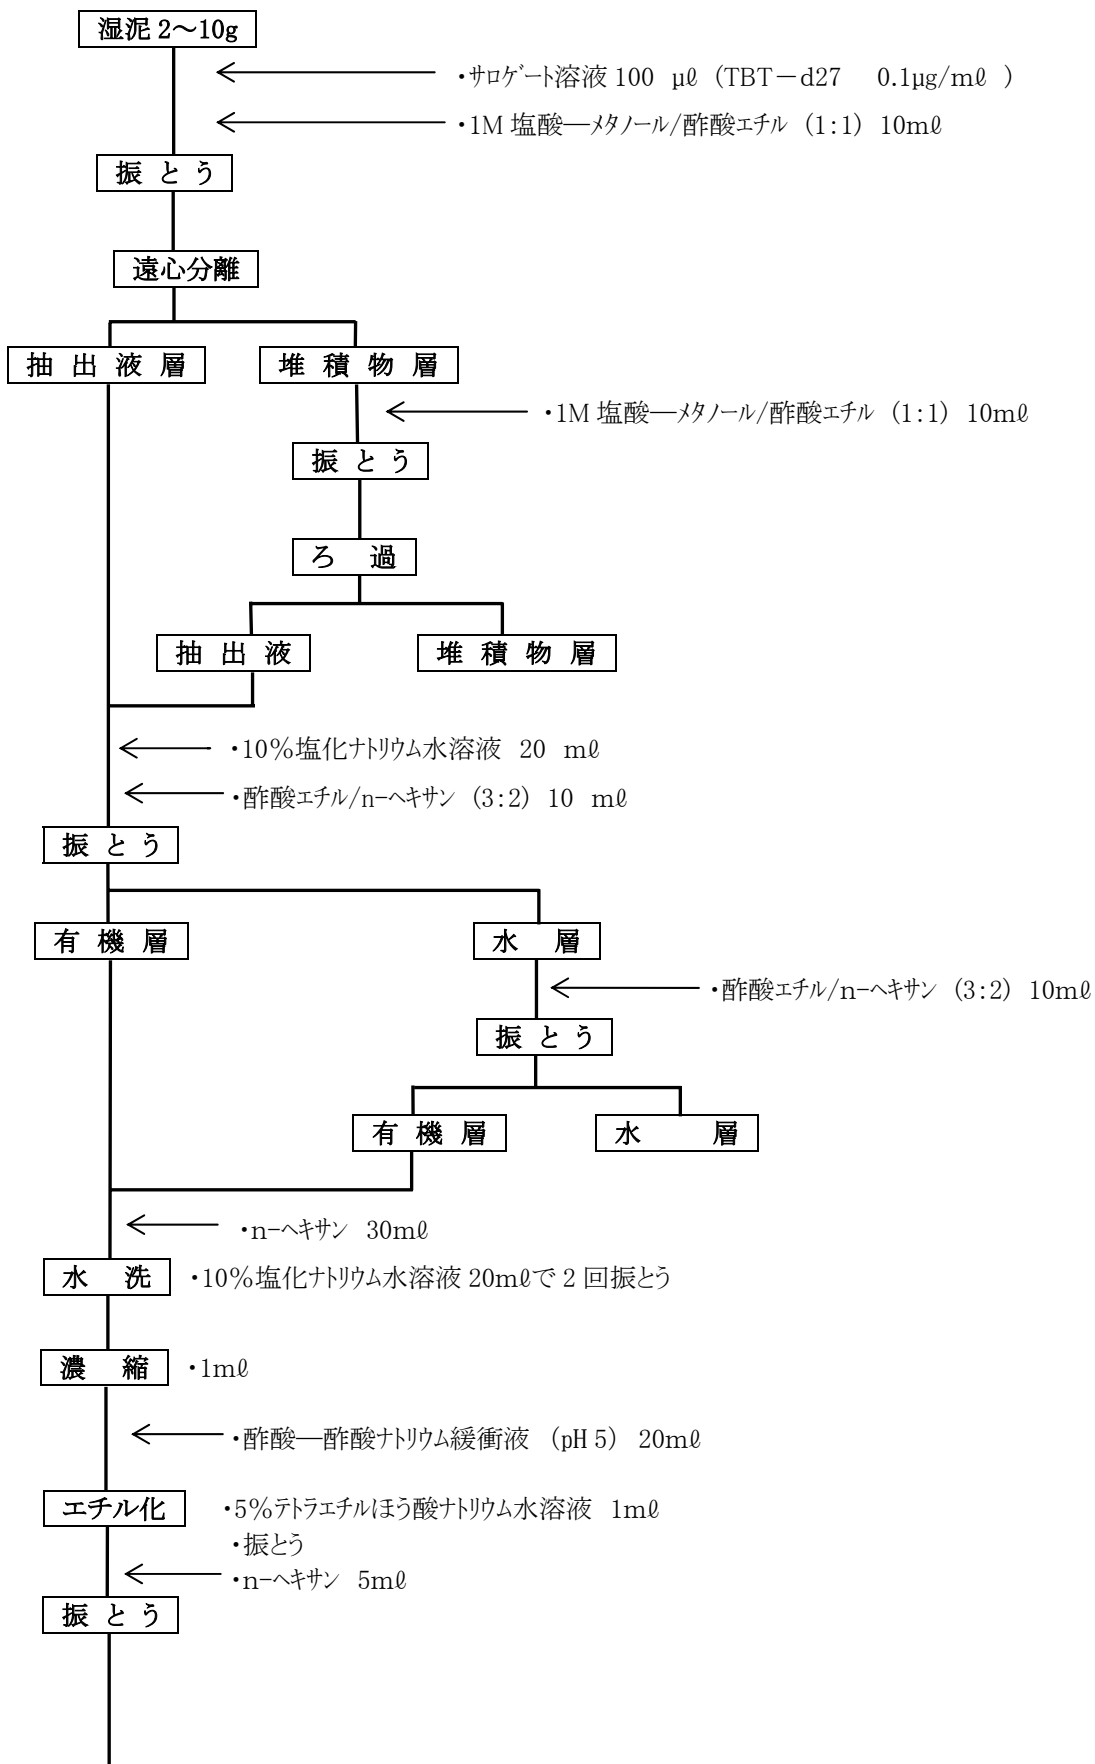 湿泥 2～10g
・サロゲート溶液 100 μℓ (TBT－d27 0.1μg/mℓ )
・1M 塩酸―メタノール/酢酸エチル (1:1) 10mℓ
振 と う
遠心分離
抽 出 液 層
堆 積 物 層
・1M 塩酸―メタノール/酢酸エチル (1:1) 10mℓ
振 と う
ろ 過
抽 出 液
堆 積 物 層
・10％塩化ナトリウム水溶液 20 mℓ
・酢酸エチル/n-ヘキサン (3:2) 10 mℓ
振 と う
有 機 層
水 層
・酢酸エチル/n-ヘキサン (3:2) 10mℓ
振 と う
有 機 層
水 層
・n-ヘキサン 30mℓ
水 洗 ・10％塩化ナトリウム水溶液 20mℓで 2 回振とう
濃 縮 ・1mℓ
・酢酸―酢酸ナトリウム緩衝液 (pH 5) 20mℓ
エチル化 ・5％テトラエチルほう酸ナトリウム水溶液 1mℓ
・振とう
・n-ヘキサン 5mℓ
振 と う